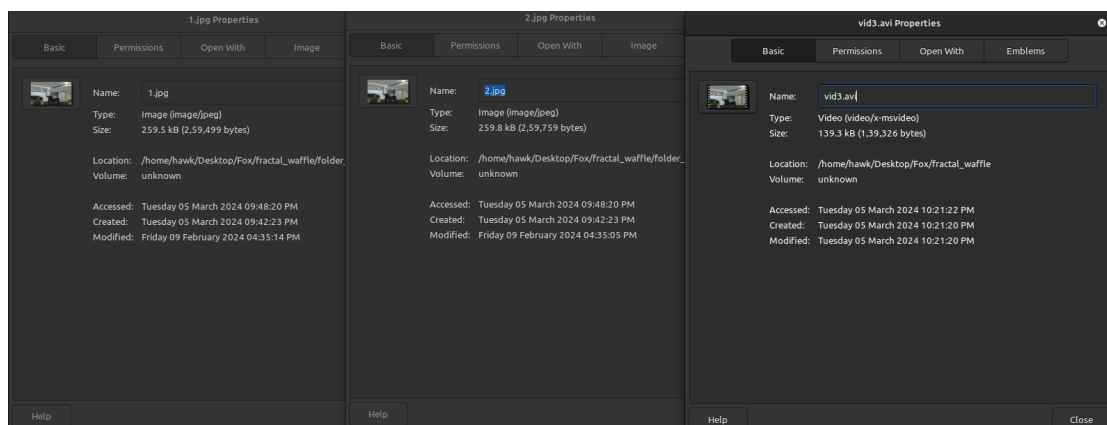 1.jpg Properties
Basic Permissions Open With Image
Name: 1.jpg
Type: Image (image/jpeg)
Size: 259.5 kB (2,59,499 bytes)
Location: /home/hawk/Desktop/Fox/fractal_waffle/folder_
Volume: unknown
Accessed: Tuesday 05 March 2024 09:48:20 PM
Created: Tuesday 05 March 2024 09:42:23 PM
Modified: Friday 09 February 2024 04:35:14 PM
Help
2.jpg Properties
Basic Permissions Open With Image
Name: 2.jpg
Type: Image (image/jpeg)
Size: 259.8 kB (2,59,759 bytes)
Location: /home/hawk/Desktop/Fox/fractal_waffle/folder_
Volume: unknown
Accessed: Tuesday 05 March 2024 09:48:20 PM
Created: Tuesday 05 March 2024 09:42:23 PM
Modified: Friday 09 February 2024 04:35:05 PM
Help
vid3.avi Properties
Basic Permissions Open With Emblems
Name: vid3.avi
Type: Video (video/x-msvideo)
Size: 139.3 kB (1,39,326 bytes)
Location: /home/hawk/Desktop/Fox/fractal_waffle
Volume: unknown
Accessed: Tuesday 05 March 2024 10:21:22 PM
Created: Tuesday 05 March 2024 10:21:20 PM
Modified: Tuesday 05 March 2024 10:21:20 PM
Help Close